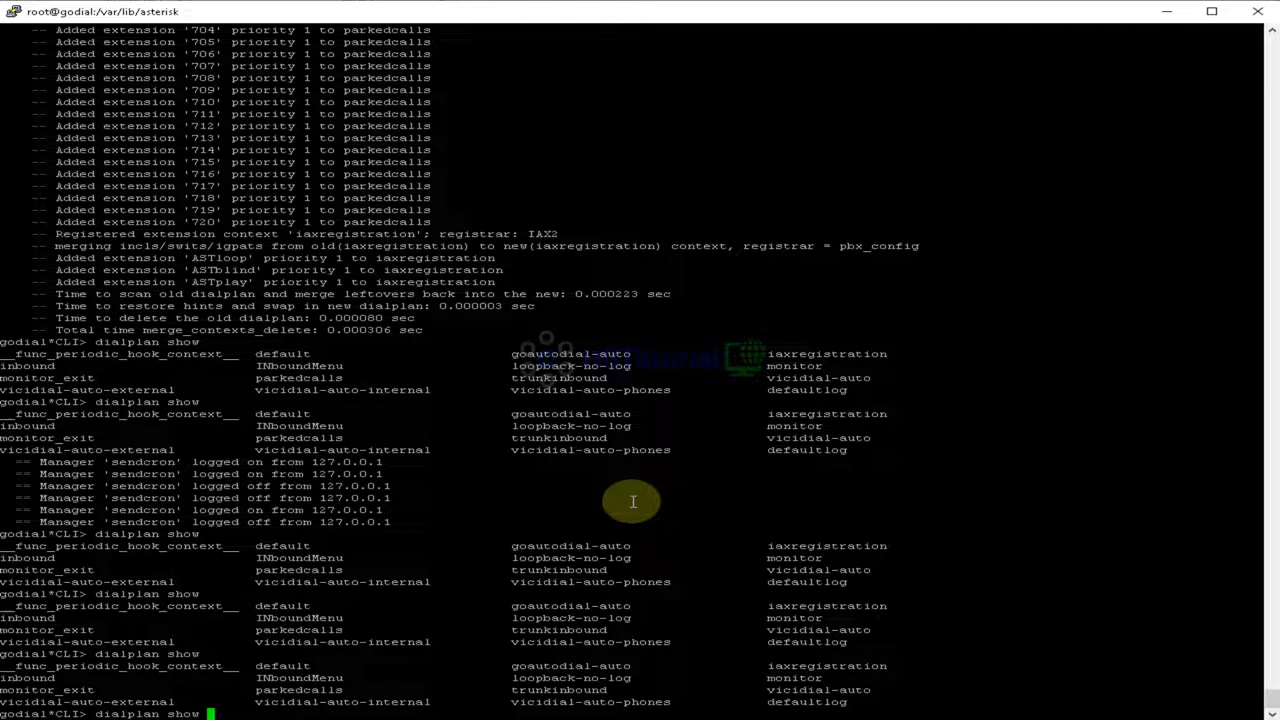 root@godial:/var/lib/asterisk
-- Added extension '704' priority 1 to parkedcalls
-- Added extension '705' priority 1 to parkedcalls
-- Added extension '706' priority 1 to parkedcalls
-- Added extension '707' priority 1 to parkedcalls
-- Added extension '708' priority 1 to parkedcalls
-- Added extension '709' priority 1 to parkedcalls
-- Added extension '710' priority 1 to parkedcalls
-- Added extension '711' priority 1 to parkedcalls
-- Added extension '712' priority 1 to parkedcalls
-- Added extension '713' priority 1 to parkedcalls
-- Added extension '714' priority 1 to parkedcalls
-- Added extension '715' priority 1 to parkedcalls
-- Added extension '716' priority 1 to parkedcalls
-- Added extension '717' priority 1 to parkedcalls
-- Added extension '718' priority 1 to parkedcalls
-- Added extension '719' priority 1 to parkedcalls
-- Added extension '720' priority 1 to parkedcalls
-- Registered extension context 'iaxregistration'; registrar: IAX2
-- merging incls/swits/igpats from old(iaxregistration) to new(iaxregistration) context, registrar = pbx_config
-- Added extension 'ASTloop' priority 1 to iaxregistration
-- Added extension 'ASTblind' priority 1 to iaxregistration
-- Added extension 'ASTplay' priority 1 to iaxregistration
-- Time to scan old dialplan and merge leftovers back into the new: 0.000223 sec
-- Time to restore hints and swap in new dialplan: 0.000003 sec
-- Time to delete the old dialplan: 0.000080 sec
-- Total time merge_contexts_delete: 0.000306 sec
godial*CLI> dialplan show
__func_periodic_hook_context__ default goautodial-auto iaxregistration
inbound INboundMenu loopback-no-log monitor
monitor_exit parkedcalls trunkinbound vicidial-auto
vicidial-auto-external vicidial-auto-internal vicidial-auto-phones defaultlog
godial*CLI> dialplan show
__func_periodic_hook_context__ default goautodial-auto iaxregistration
inbound INboundMenu loopback-no-log monitor
monitor_exit parkedcalls trunkinbound vicidial-auto
vicidial-auto-external vicidial-auto-internal vicidial-auto-phones defaultlog
== Manager 'sendcron' logged on from 127.0.0.1
== Manager 'sendcron' logged on from 127.0.0.1
== Manager 'sendcron' logged off from 127.0.0.1
== Manager 'sendcron' logged off from 127.0.0.1
== Manager 'sendcron' logged on from 127.0.0.1
== Manager 'sendcron' logged off from 127.0.0.1
godial*CLI> dialplan show
__func_periodic_hook_context__ default goautodial-auto iaxregistration
inbound INboundMenu loopback-no-log monitor
monitor_exit parkedcalls trunkinbound vicidial-auto
vicidial-auto-external vicidial-auto-internal vicidial-auto-phones defaultlog
godial*CLI> dialplan show
__func_periodic_hook_context__ default goautodial-auto iaxregistration
inbound INboundMenu loopback-no-log monitor
monitor_exit parkedcalls trunkinbound vicidial-auto
vicidial-auto-external vicidial-auto-internal vicidial-auto-phones defaultlog
godial*CLI> dialplan show
__func_periodic_hook_context__ default goautodial-auto iaxregistration
inbound INboundMenu loopback-no-log monitor
monitor_exit parkedcalls trunkinbound vicidial-auto
vicidial-auto-external vicidial-auto-internal vicidial-auto-phones defaultlog
godial*CLI> dialplan show